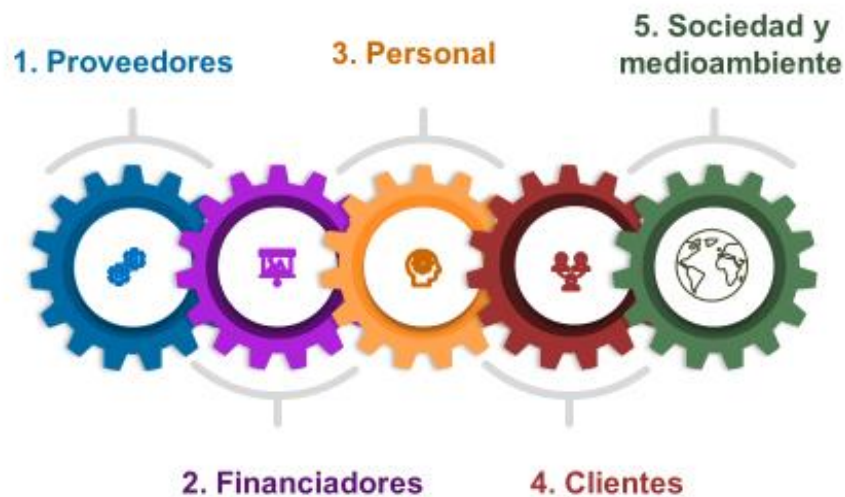 1. Proveedores
2. Financiadores
3. Personal
4. Clientes
5. Sociedad y
medioambiente